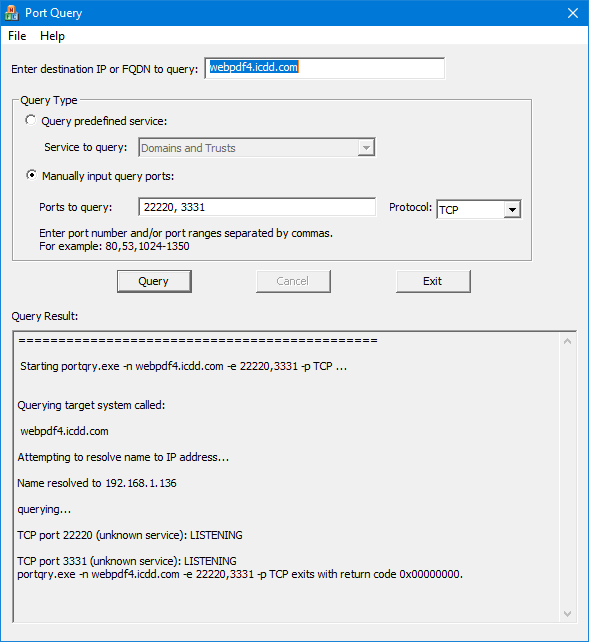 Port Query
File Help
Enter destination IP or FQDN to query: webpdf4.icdd.com
Query Type
Query predefined service:
Service to query: Domains and Trusts
Manually input query ports:
Ports to query: 22220, 3331 Protocol: TCP
Enter port number and/or port ranges separated by commas.
For example: 80,53,1024-1350
Query Cancel Exit
Query Result:
=============================================
Starting portqry.exe -n webpdf4.icdd.com -e 22220,3331 -p TCP ...
Querying target system called:
webpdf4.icdd.com
Attempting to resolve name to IP address...
Name resolved to 192.168.1.136
querying...
TCP port 22220 (unknown service): LISTENING
TCP port 3331 (unknown service): LISTENING
portqry.exe -n webpdf4.icdd.com -e 22220,3331 -p TCP exits with return code 0x00000000.